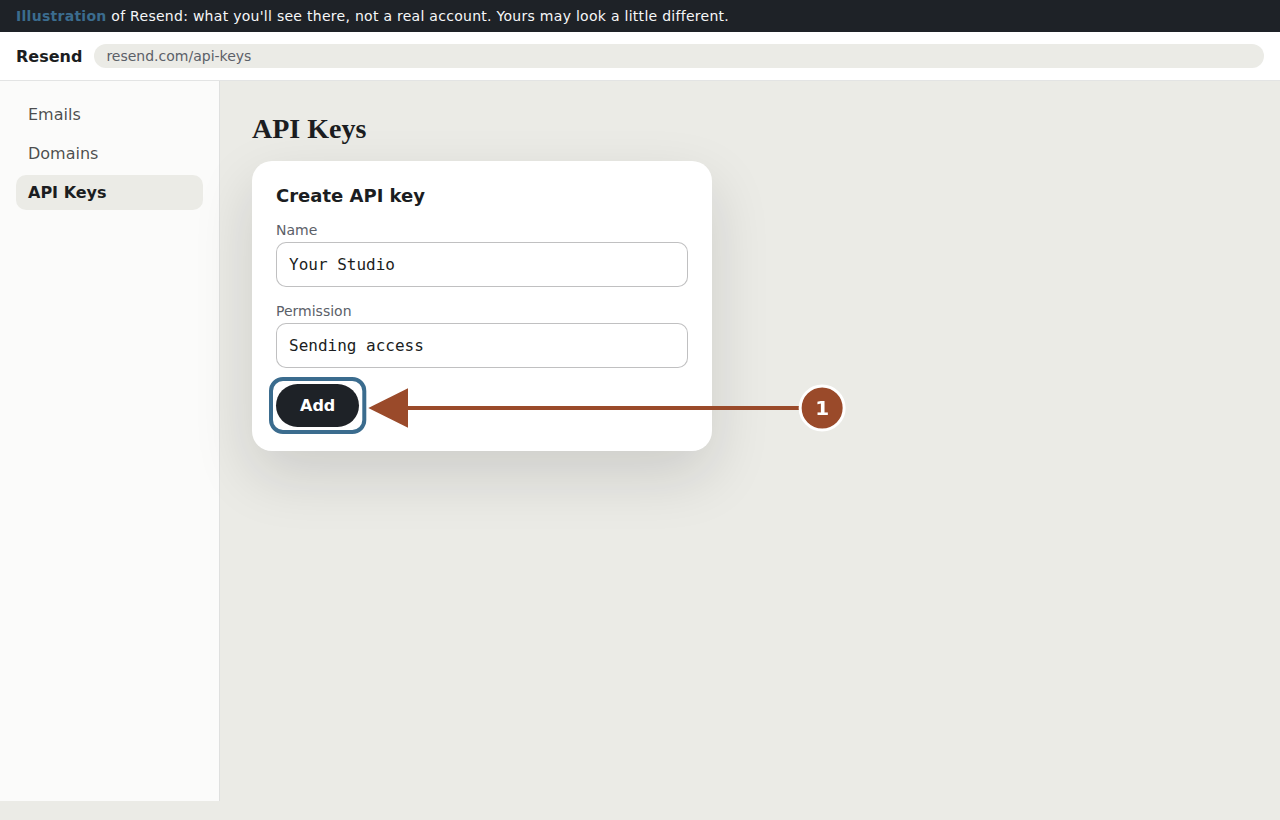 Illustration of Resend: what you'll see there, not a real account. Yours may look a little different.
Resend resend.com/api-keys
Emails
Domains
API Keys
API Keys
Create API key
Name
Your Studio
Permission
Sending access
Add
1